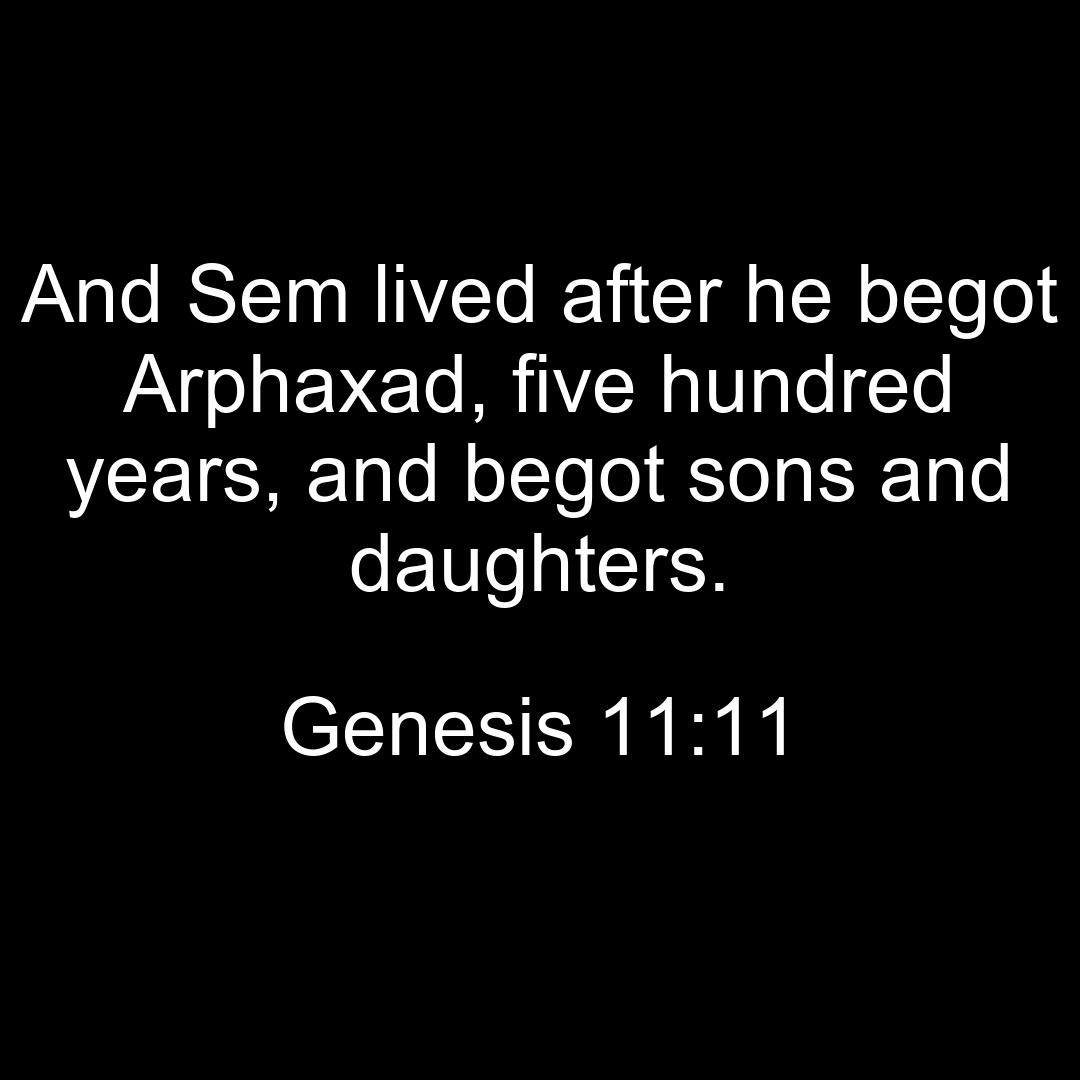 And Sem lived after he begot
Arphaxad, five hundred
years, and begot sons and
daughters.
Genesis 11:11